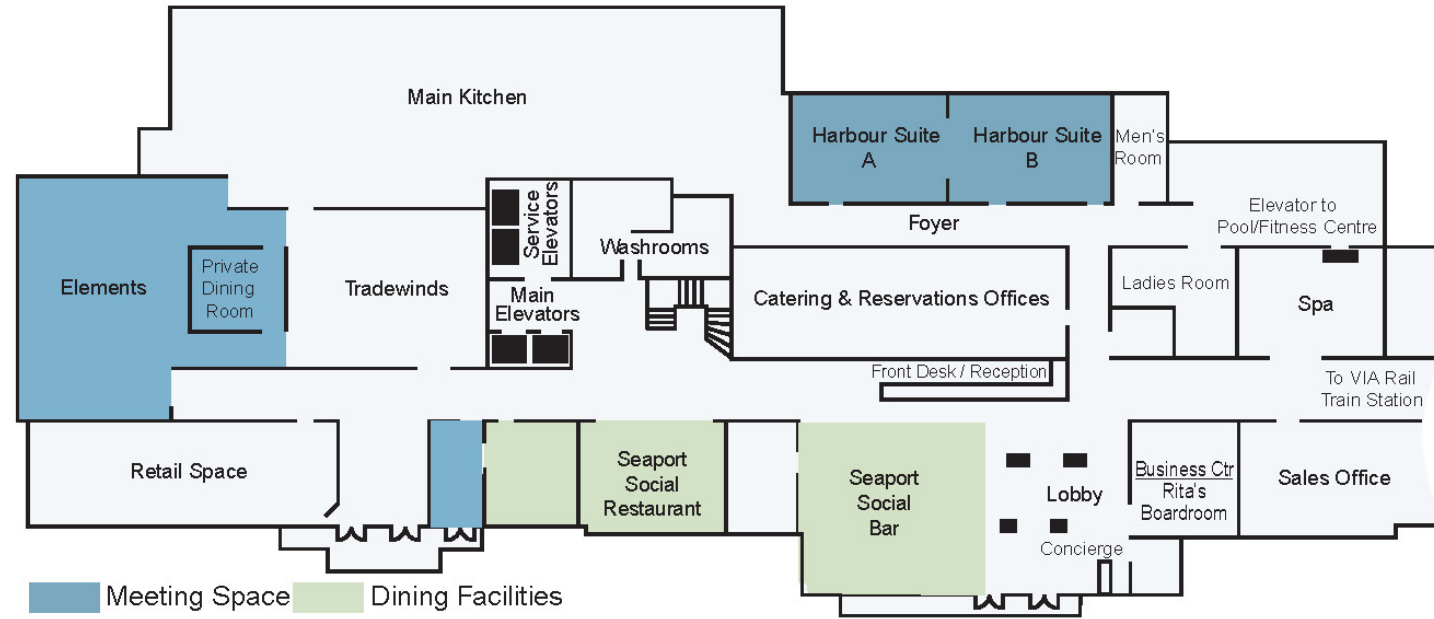 Main Kitchen
Harbour Suite
A
Harbour Suite
B
Men's
Room
Service
Elevators
Washrooms
Foyer
Elevator to
Pool/Fitness Centre
Elements
Private
Dining
Room
Tradewinds
Main
Elevators
Catering & Reservations Offices
Ladies Room
Spa
Front Desk / Reception
To VIA Rail
Train Station
Retail Space
Seaport
Social
Restaurant
Seaport
Social
Bar
Lobby
Concierge
Business Ctr
Rita's
Boardroom
Sales Office
Meeting Space
Dining Facilities